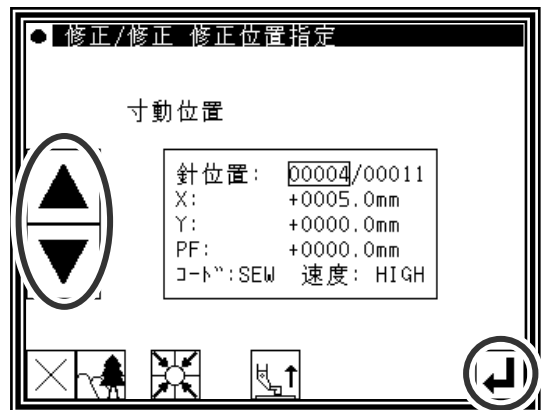 修正/修正 修正位置指定
寸動位置
針位置: 00004/00011
X: +0005.0mm
Y: +0000.0mm
PF: +0000.0mm
コード:SEW 速度: HIGH